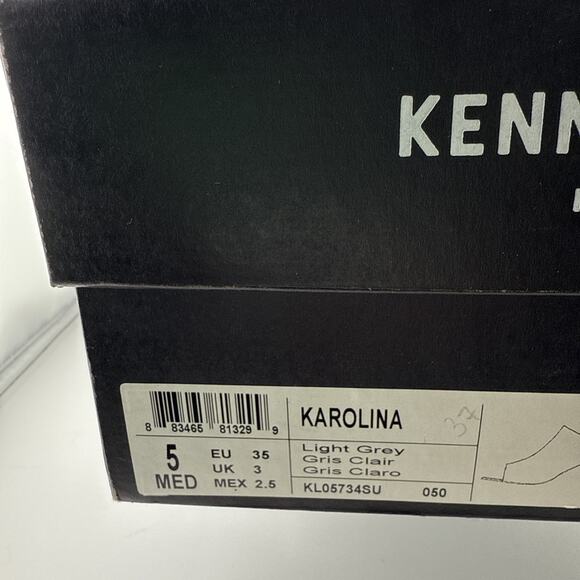 KENN
8 83465 81329 9
KAROLINA
3x
5 MED
EU 35
UK 3
MEX 2.5
Light Grey
Gris Clair
Gris Claro
KL05734SU 050